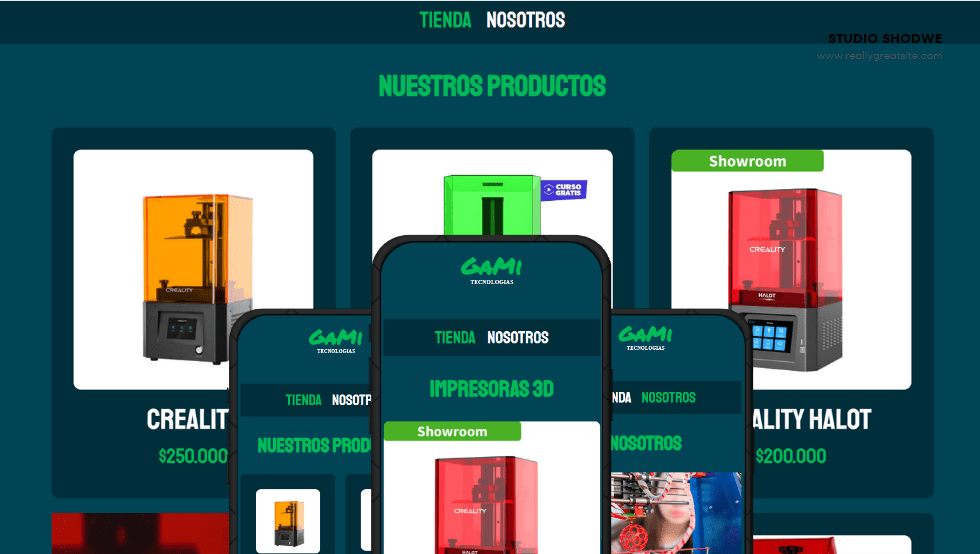 TIENDA NOSOTROS
STUDIO SHODWE
www.reallygreatsite.com
NUESTROS PRODUCTOS
CURSO
GRATIS
Showroom
CREALITY
CREALITY
HALOT
CREALIT
$250.000
ALITY HALOT
$200.000
GAMI
TECNOLOGIAS
TIENDA NOSOTR
NUESTROS PROD
GAMI
TECNOLOGIAS
TIENDA NOSOTROS
IMPRESORAS 3D
Showroom
CREALITY
HALOT
GAMI
TECNOLOGIAS
NDA NOSOTROS
NOSOTROS